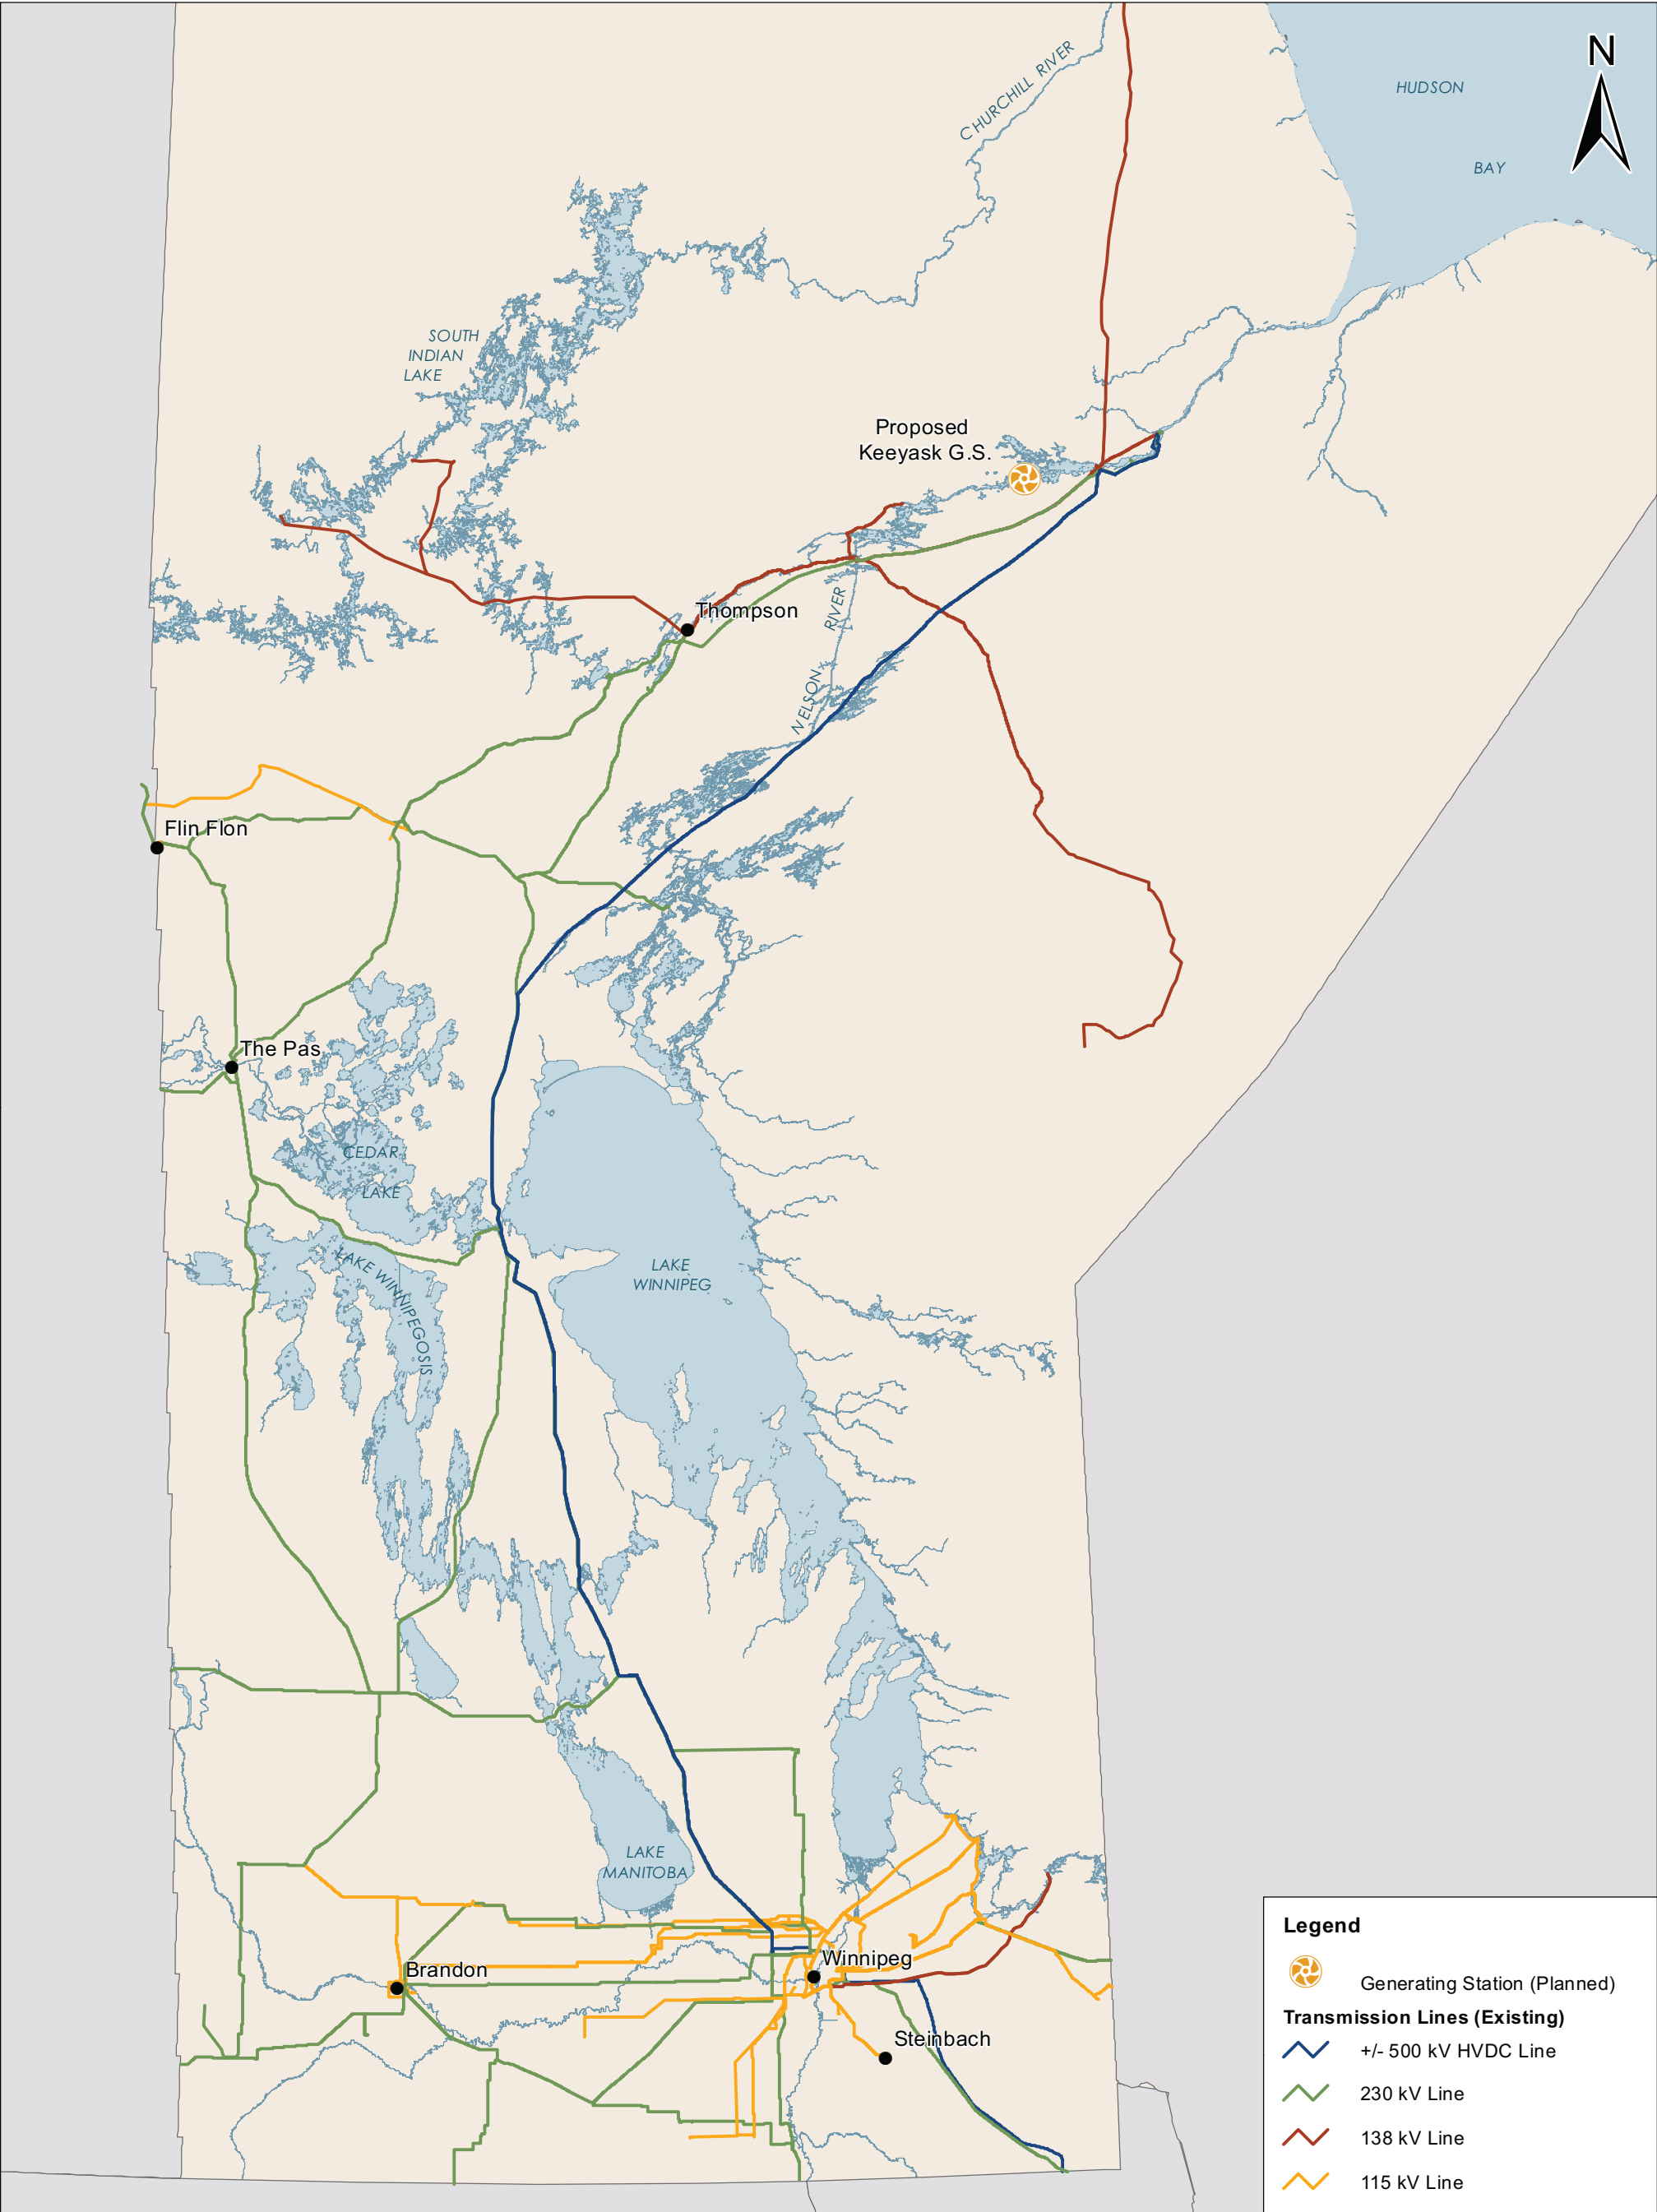 N
CHURCHILL RIVER
HUDSON
BAY
SOUTH
INDIAN
LAKE
Proposed
Keeyask G.S.
Thompson
NELSON RIVER
Flin Flon
The Pas
CEDAR
LAKE
LAKE WINNIPEGOSIS
LAKE
WINNIPEG
LAKE
MANITOBA
Winnipeg
Brandon
Steinbach
Legend
Generating Station (Planned)
Transmission Lines (Existing)
+/- 500 kV HVDC Line
230 kV Line
138 kV Line
115 kV Line